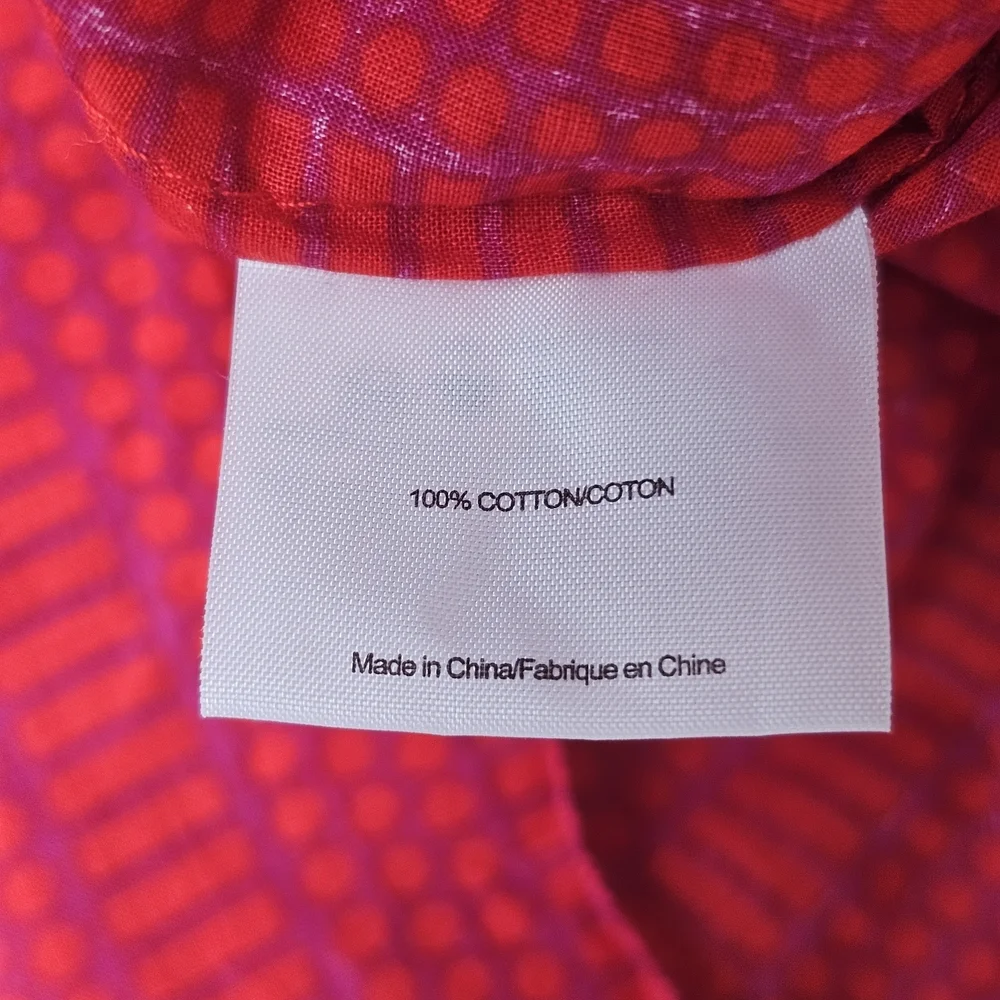 100% COTTON/COTON
Made in China/Fabrique en Chine